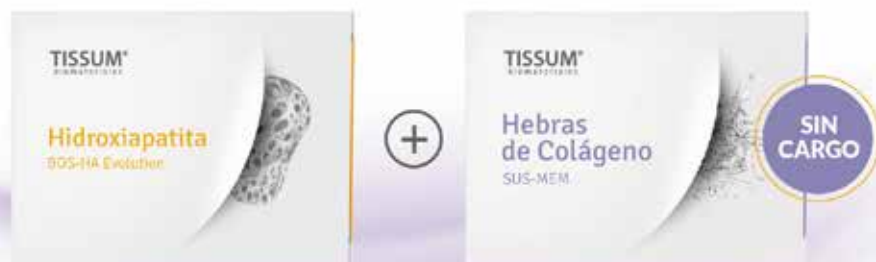 TISSUM®
Biomateriales
Hidroxiapatita
BOS-HA Evolution
+
TISSUM®
Biomateriales
Hebras
de Colágeno
SUS-MEM
SIN
CARGO